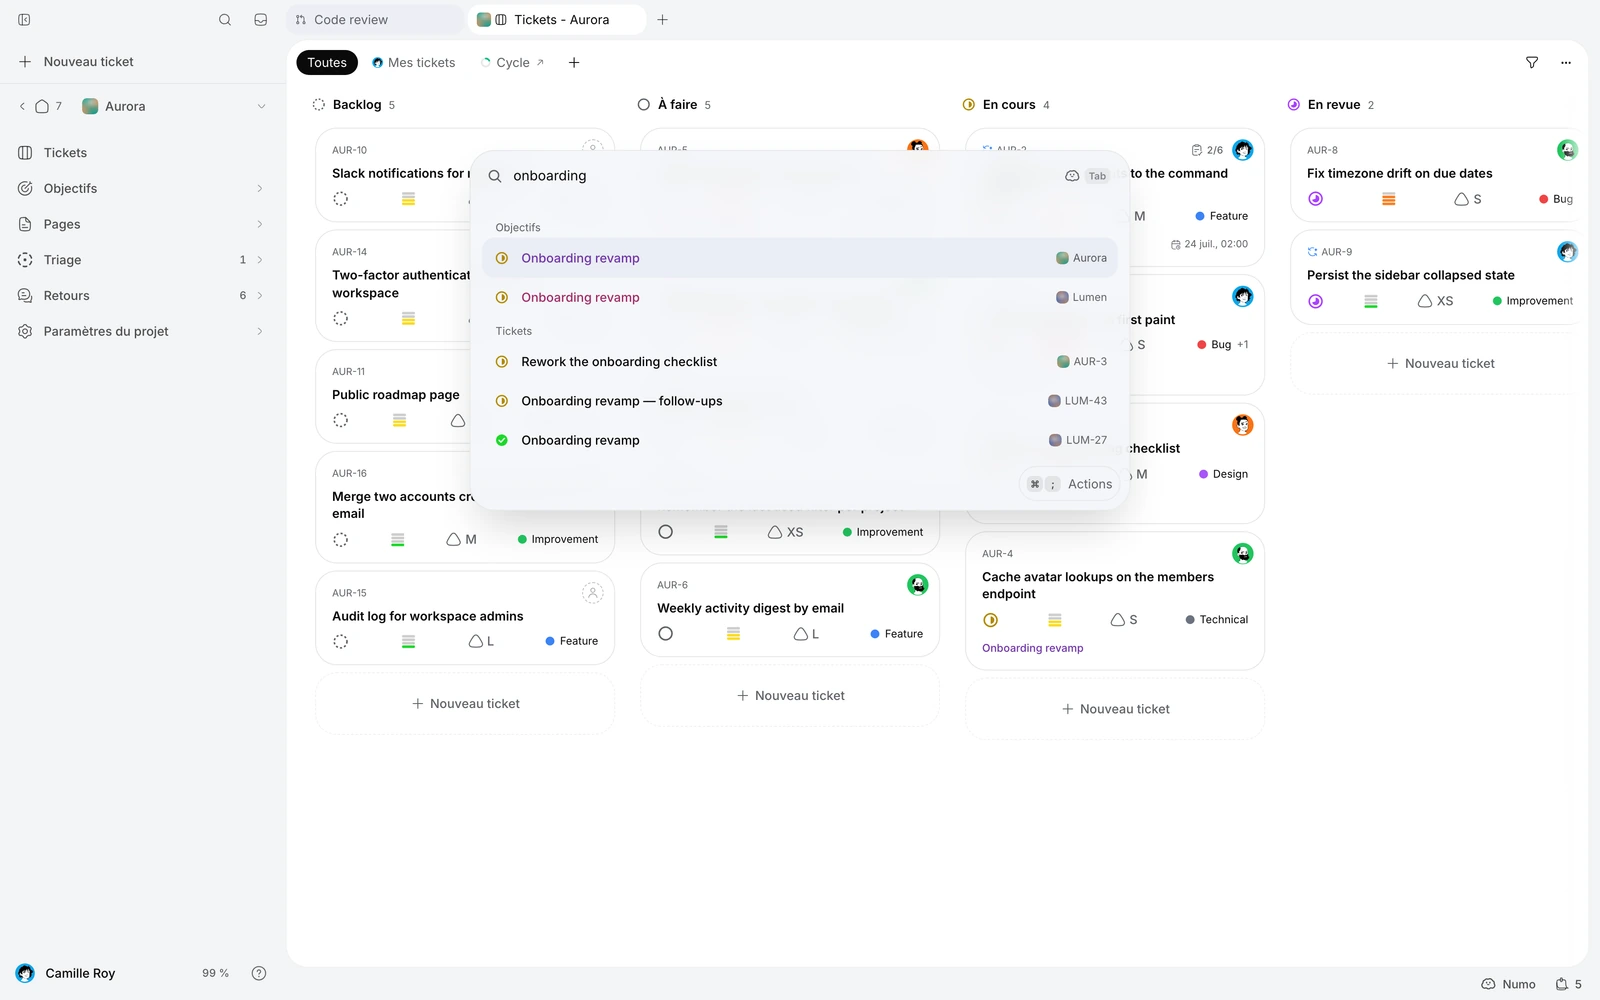 Code review
Tickets - Aurora
Nouveau ticket
7
Aurora
Tickets
Objectifs
Pages
Triage 1
Retours 6
Paramètres du projet
Camille Roy
99 %
Toutes
Mes tickets
Cycle
Backlog 5
AUR-10
Slack notifications for
AUR-14
Two-factor authenticat
workspace
AUR-11
Public roadmap page
AUR-16
Merge two accounts cr
email
M
Improvement
AUR-15
Audit log for workspace admins
L
Feature
Nouveau ticket
À faire 5
AUR-5
XS
Improvement
AUR-6
Weekly activity digest by email
L
Feature
Nouveau ticket
En cours 4
AUR-2
2/6
to the command
M
Feature
24 juil., 02:00
first paint
S
Bug +1
checklist
M
Design
AUR-4
Cache avatar lookups on the members
endpoint
S
Technical
Onboarding revamp
Nouveau ticket
En revue 2
AUR-8
Fix timezone drift on due dates
S
Bug
AUR-9
Persist the sidebar collapsed state
XS
Improvement
Nouveau ticket
onboarding
Tab
Objectifs
Onboarding revamp Aurora
Onboarding revamp Lumen
Tickets
Rework the onboarding checklist AUR-3
Onboarding revamp — follow-ups LUM-43
Onboarding revamp LUM-27
⌘ ; Actions
Numo
5